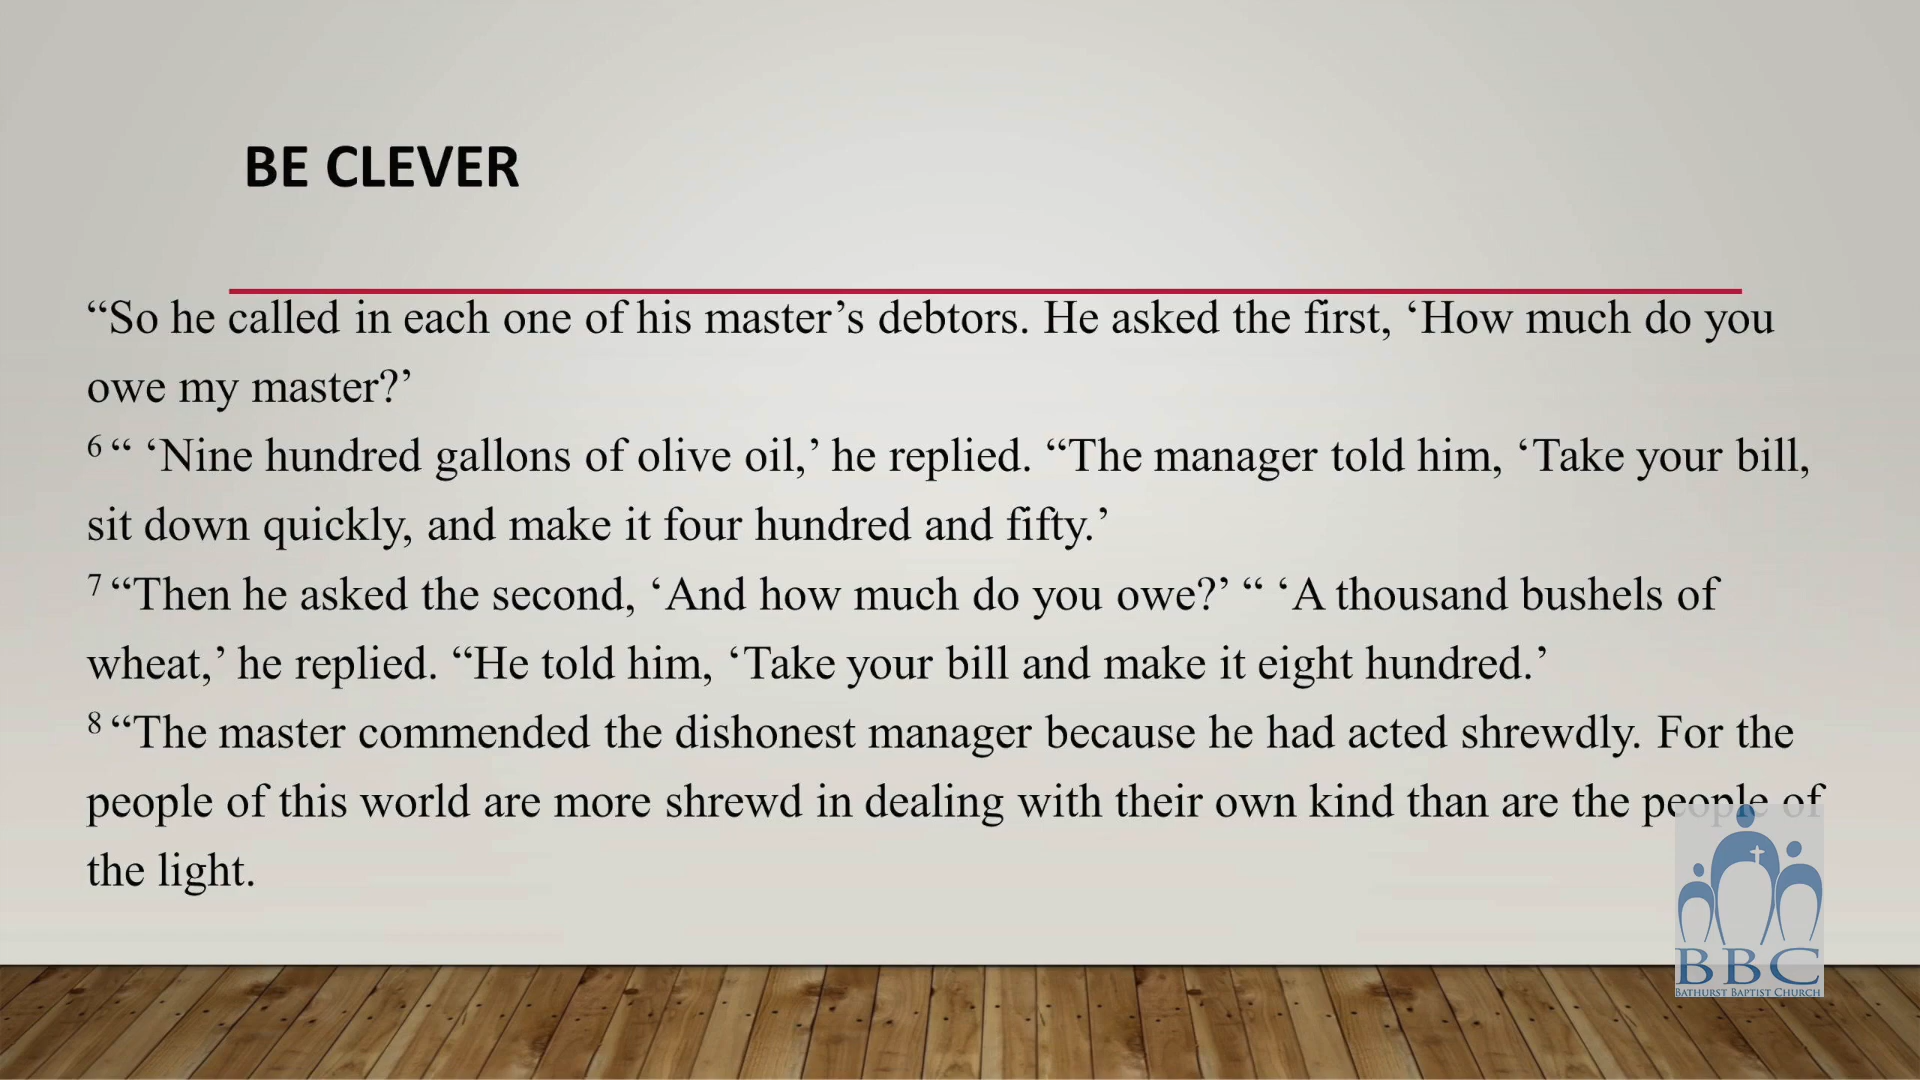 BE CLEVER
“So he called in each one of his master’s debtors. He asked the first, ‘How much do you
owe my master?’
6 “ ‘Nine hundred gallons of olive oil,’ he replied. “The manager told him, ‘Take your bill,
sit down quickly, and make it four hundred and fifty.’
7 “Then he asked the second, ‘And how much do you owe?’ “ ‘A thousand bushels of
wheat,’ he replied. “He told him, ‘Take your bill and make it eight hundred.’
8 “The master commended the dishonest manager because he had acted shrewdly. For the
people of this world are more shrewd in dealing with their own kind than are the people of
the light.
BBC
BATHURST BAPTIST CHURCH